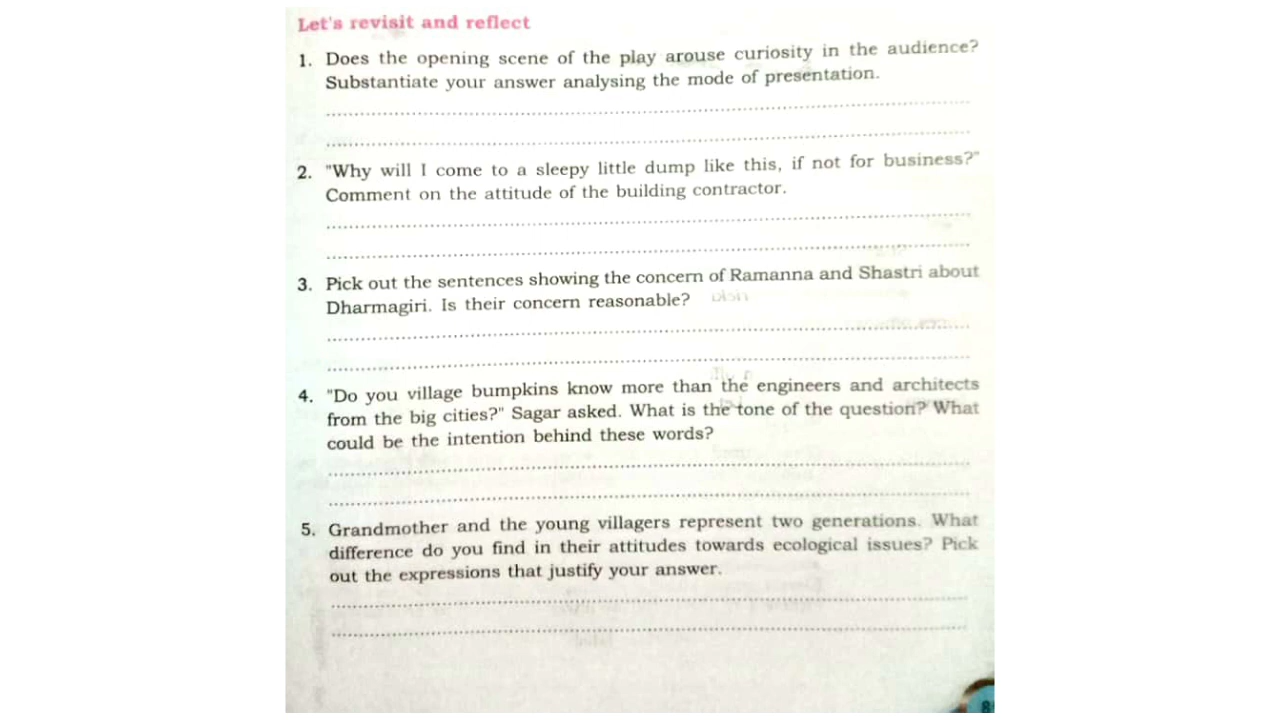 Let's revisit and reflect
1. Does the opening scene of the play arouse curiosity in the audience?
Substantiate your answer analysing the mode of presentation.
2. "Why will I come to a sleepy little dump like this, if not for business?"
Comment on the attitude of the building contractor.
3. Pick out the sentences showing the concern of Ramanna and Shastri about
Dharmagiri. Is their concern reasonable?
4. "Do you village bumpkins know more than the engineers and architects
from the big cities?" Sagar asked. What is the tone of the question? What
could be the intention behind these words?
5. Grandmother and the young villagers represent two generations. What
difference do you find in their attitudes towards ecological issues? Pick
out the expressions that justify your answer.